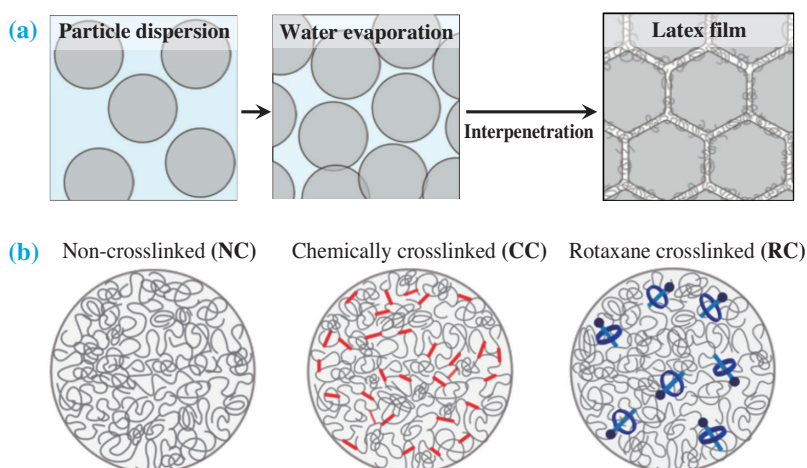 (a)
Particle dispersion
Water evaporation
Latex film
Interpenetration
(b)
Non-crosslinked (NC)
Chemically crosslinked (CC)
Rotaxane crosslinked (RC)